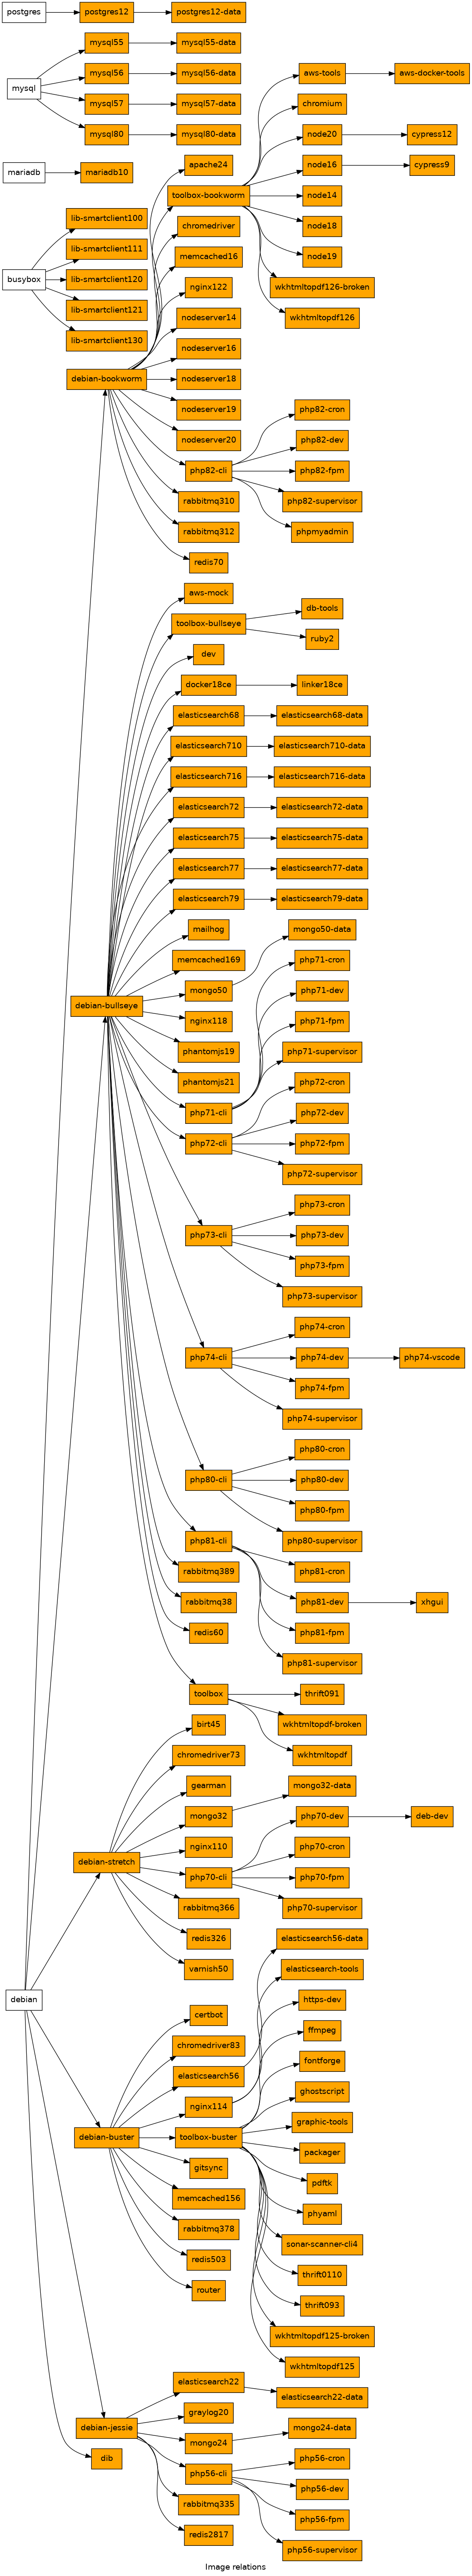 postgres
postgres12
postgres12-data
mysql
mysql55
mysql55-data
mysql56
mysql56-data
mysql57
mysql57-data
mysql80
mysql80-data
mariadb
mariadb10
busybox
lib-smartclient100
lib-smartclient111
lib-smartclient120
lib-smartclient121
lib-smartclient130
debian-bookworm
apache24
toolbox-bookworm
aws-tools
aws-docker-tools
chromium
node20
cypress12
node16
cypress9
node14
node18
node19
wkhtmltopdf126-broken
wkhtmltopdf126
chromedriver
memcached16
nginx122
nodeserver14
nodeserver16
nodeserver18
nodeserver19
nodeserver20
php82-cli
php82-cron
php82-dev
php82-fpm
php82-supervisor
phpmyadmin
rabbitmq310
rabbitmq312
redis70
debian-bullseye
aws-mock
toolbox-bullseye
db-tools
ruby2
dev
docker18ce
linker18ce
elasticsearch68
elasticsearch68-data
elasticsearch710
elasticsearch710-data
elasticsearch716
elasticsearch716-data
elasticsearch72
elasticsearch72-data
elasticsearch75
elasticsearch75-data
elasticsearch77
elasticsearch77-data
elasticsearch79
elasticsearch79-data
mailhog
memcached169
mongo50
mongo50-data
nginx118
phantomjs19
phantomjs21
php71-cli
php71-cron
php71-dev
php71-fpm
php71-supervisor
php72-cli
php72-cron
php72-dev
php72-fpm
php72-supervisor
php73-cli
php73-cron
php73-dev
php73-fpm
php73-supervisor
php74-cli
php74-cron
php74-dev
php74-vscode
php74-fpm
php74-supervisor
php80-cli
php80-cron
php80-dev
php80-fpm
php80-supervisor
php81-cli
php81-cron
php81-dev
xhgui
php81-fpm
php81-supervisor
rabbitmq389
rabbitmq38
redis60
toolbox
thrift091
wkhtmltopdf-broken
wkhtmltopdf
debian-stretch
birt45
chromedriver73
gearman
mongo32
mongo32-data
nginx110
php70-cli
php70-dev
deb-dev
php70-cron
php70-fpm
php70-supervisor
rabbitmq366
redis326
varnish50
debian
debian-buster
certbot
chromedriver83
elasticsearch56
elasticsearch56-data
elasticsearch-tools
nginx114
https-dev
toolbox-buster
ffmpeg
fontforge
ghostscript
graphic-tools
packager
pdftk
phyaml
sonar-scanner-cli4
thrift0110
thrift093
wkhtmltopdf125-broken
wkhtmltopdf125
gitsync
memcached156
rabbitmq378
redis503
router
debian-jessie
elasticsearch22
elasticsearch22-data
graylog20
mongo24
mongo24-data
php56-cli
php56-cron
php56-dev
php56-fpm
php56-supervisor
rabbitmq335
redis2817
dib
Image relations